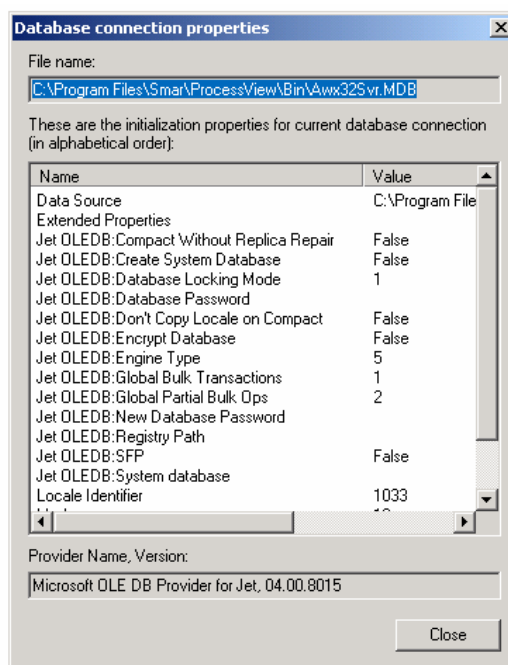 Database connection properties
File name:
C:\Program Files\Smar\ProcessView\Bin\Awx32Svr.MDB
These are the initialization properties for current database connection
(in alphabetical order):
Name Value
Data Source C:\Program File
Extended Properties
Jet OLEDB:Compact Without Replica Repair False
Jet OLEDB:Create System Database False
Jet OLEDB:Database Locking Mode 1
Jet OLEDB:Database Password
Jet OLEDB:Don't Copy Locale on Compact False
Jet OLEDB:Encrypt Database False
Jet OLEDB:Engine Type 5
Jet OLEDB:Global Bulk Transactions 1
Jet OLEDB:Global Partial Bulk Ops 2
Jet OLEDB:New Database Password
Jet OLEDB:Registry Path
Jet OLEDB:SFP False
Jet OLEDB:System database
Locale Identifier 1033
Provider Name, Version:
Microsoft OLE DB Provider for Jet, 04.00.8015
Close